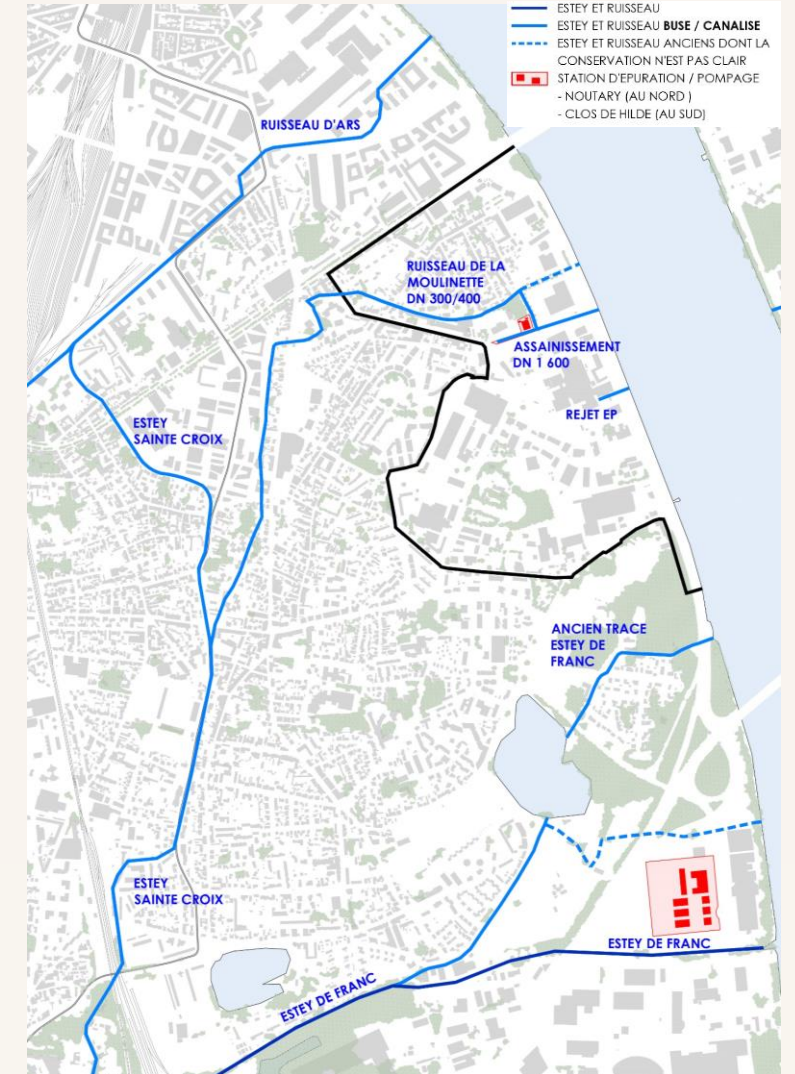 ESTEY ET RUISSEAU
ESTEY ET RUISSEAU BUSE / CANALISE
ESTEY ET RUISSEAU ANCIENS DONT LA
CONSERVATION N'EST PAS CLAIR
STATION D'EPURATION / POMPAGE
- NOUTARY (AU NORD )
- CLOS DE HILDE (AU SUD)
RUISSEAU D'ARS
RUISSEAU DE LA
MOULINETTE
DN 300/400
ASSAINISSEMENT
DN 1 600
REJET EP
ESTEY
SAINTE CROIX
ANCIEN TRACE
ESTEY DE
FRANC
ESTEY
SAINTE CROIX
ESTEY DE FRANC
ESTEY DE FRANC